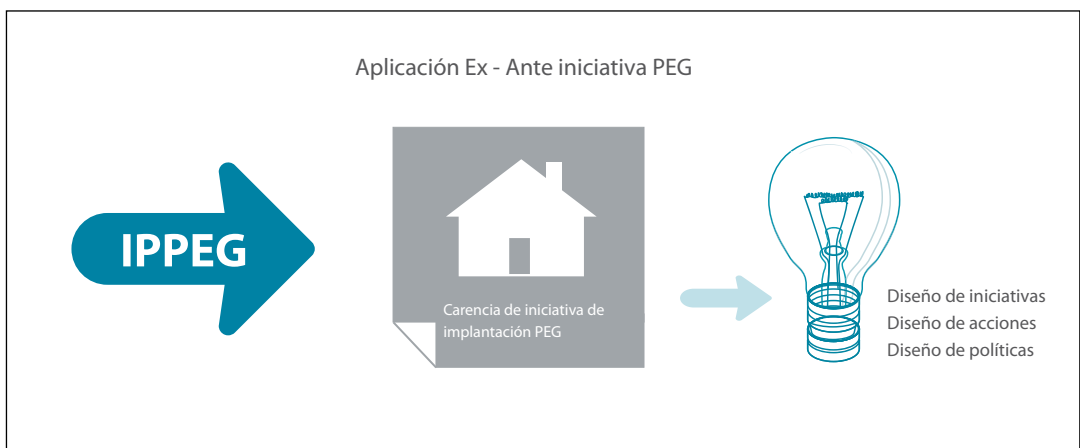 Aplicación Ex - Ante iniciativa PEG
IPPEG
Carencia de iniciativa de
implantación PEG
Diseño de iniciativas
Diseño de acciones
Diseño de políticas